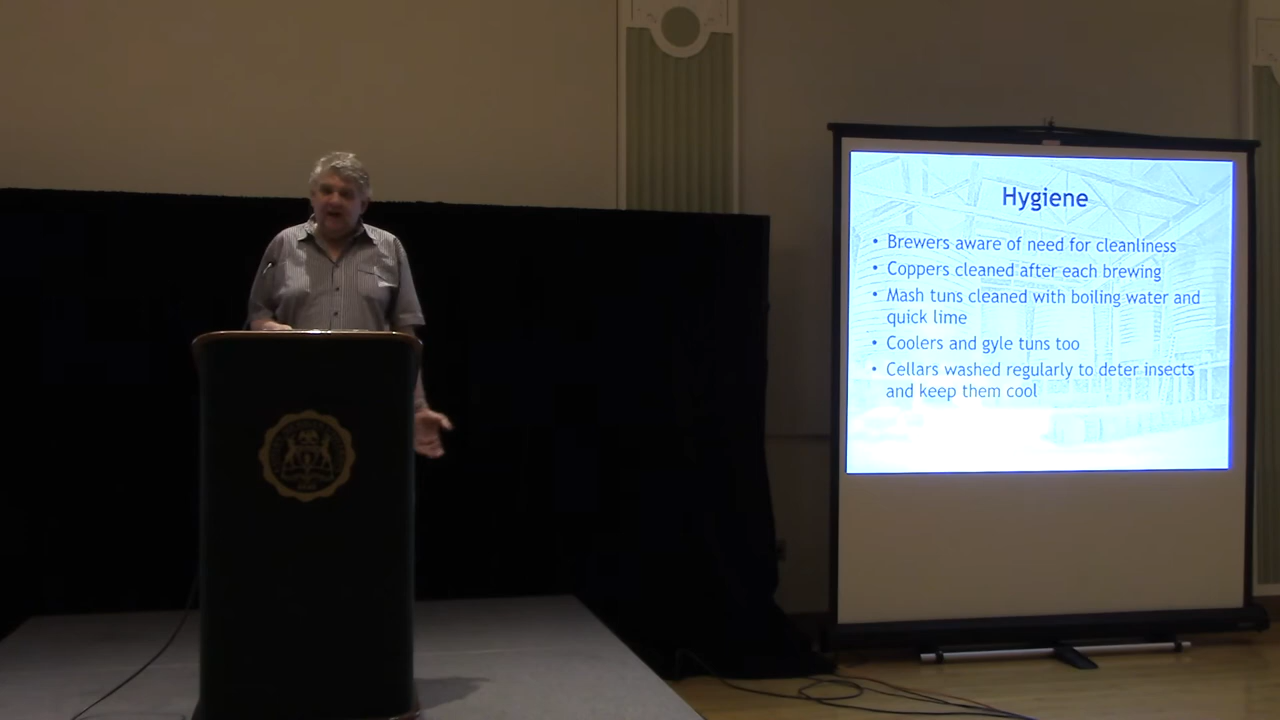 Hygiene
• Brewers aware of need for cleanliness
• Coppers cleaned after each brewing
• Mash tuns cleaned with boiling water and
quick lime
• Coolers and gyle tuns too
• Cellars washed regularly to deter insects
and keep them cool